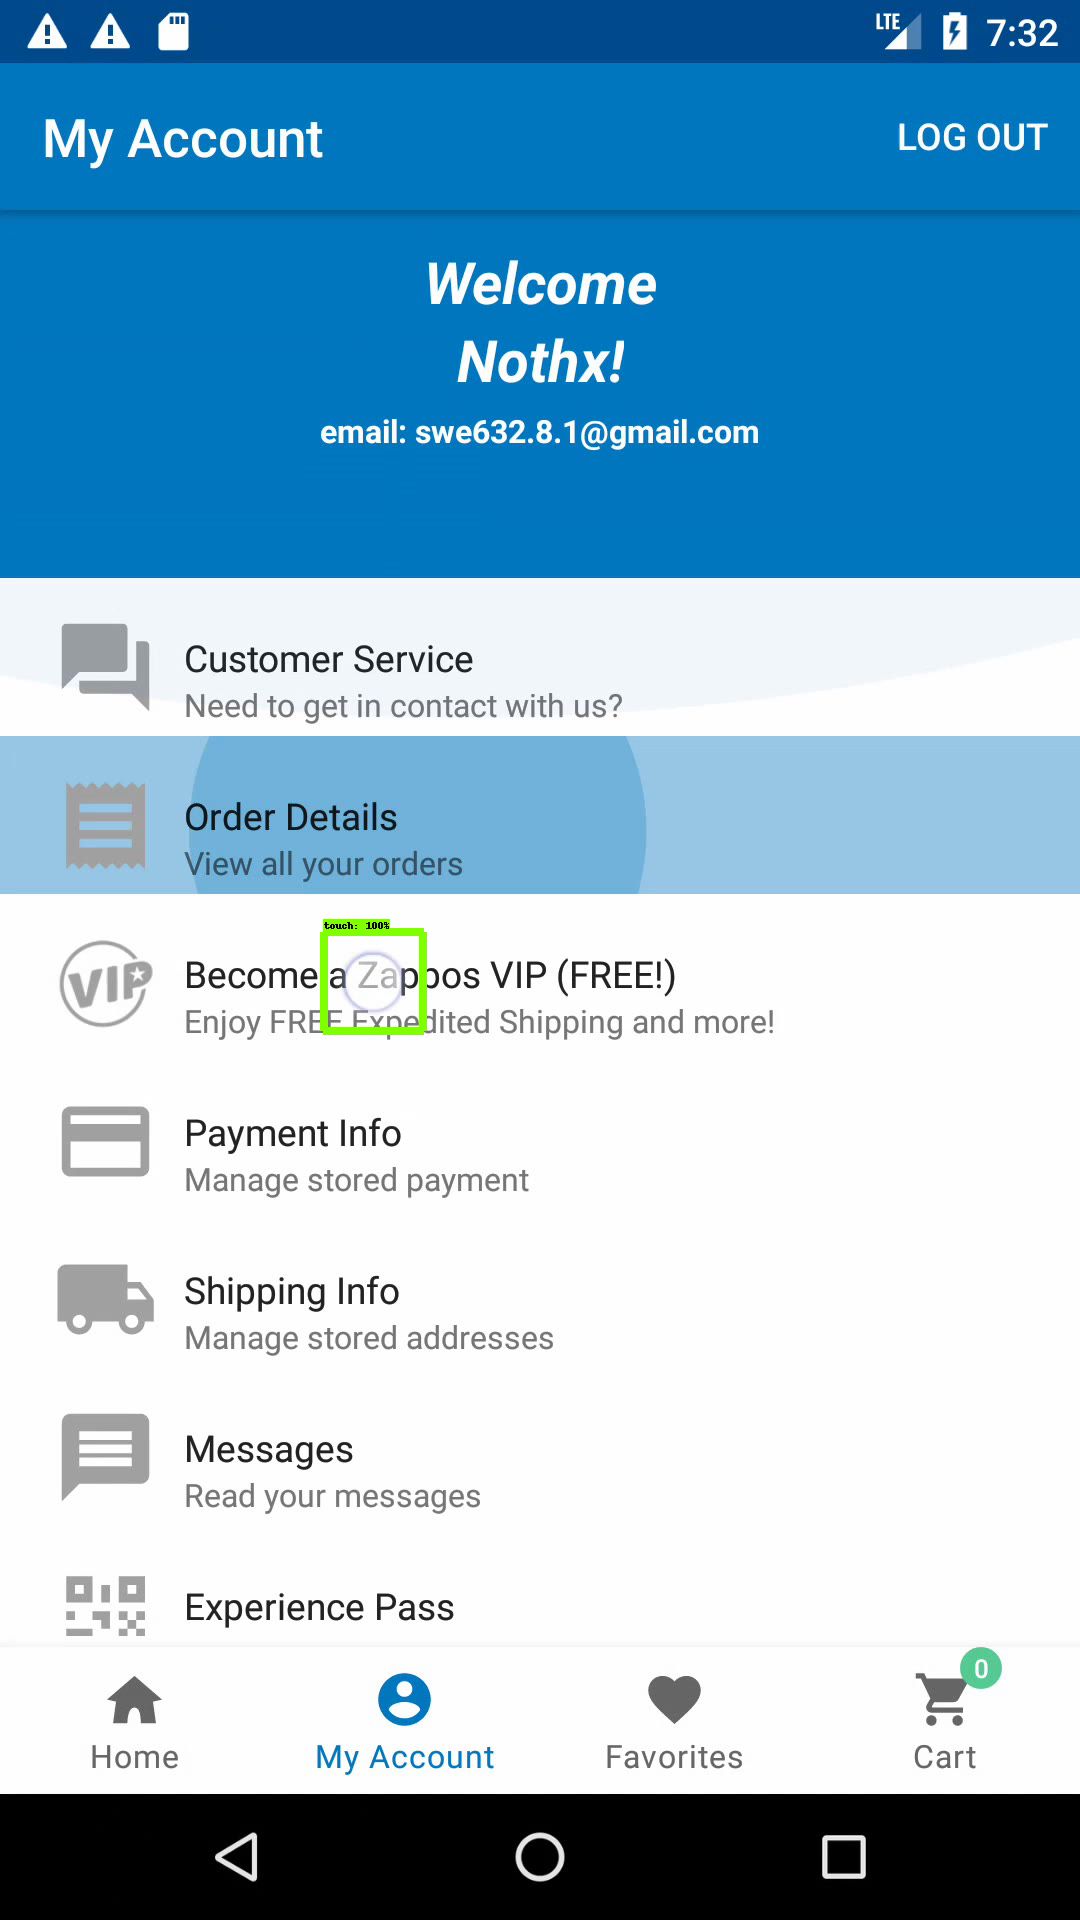 LTE 7:32
My Account LOG OUT
Welcome
Nothx!
email: swe632.8.1@gmail.com
Customer Service
Need to get in contact with us?
Order Details
View all your orders
touch: 100%
VIP
Become a Zappos VIP (FREE!)
Enjoy FREE Expedited Shipping and more!
Payment Info
Manage stored payment
Shipping Info
Manage stored addresses
Messages
Read your messages
Experience Pass
0
Home My Account Favorites Cart